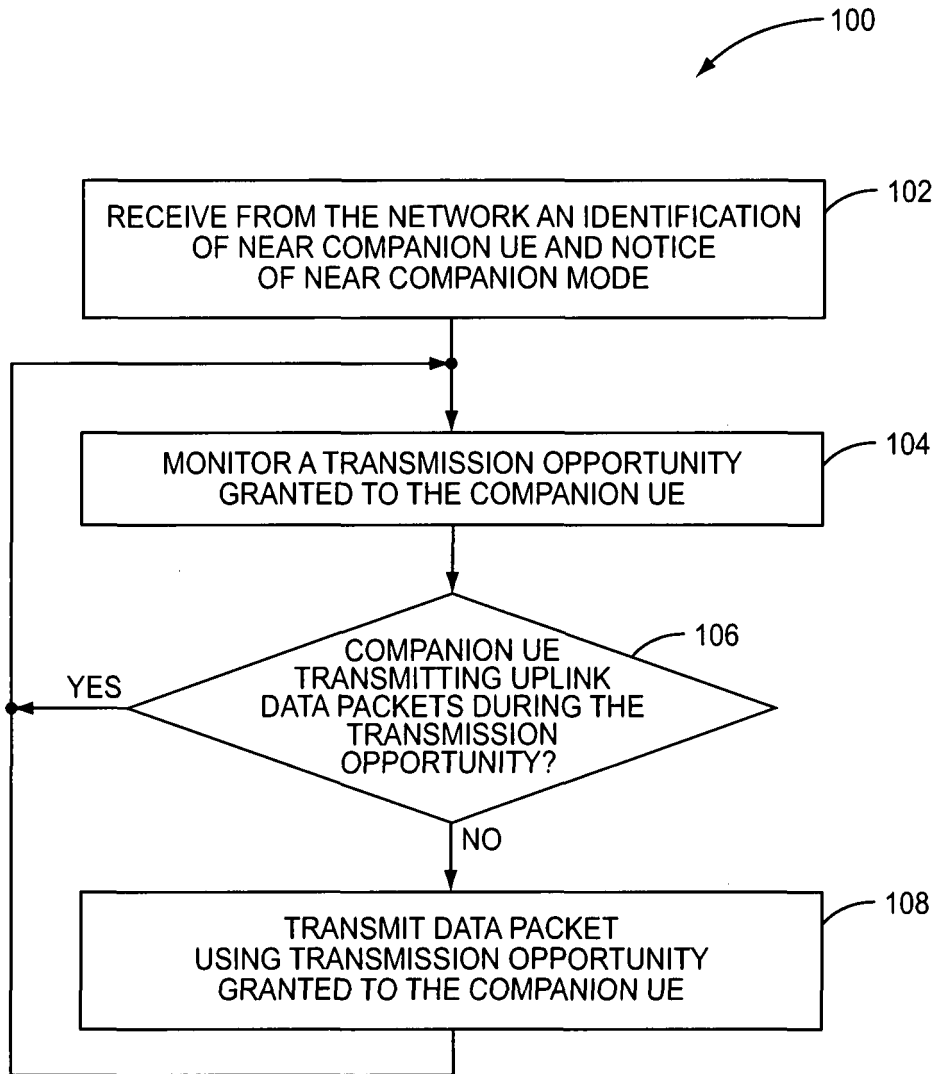 100
RECEIVE FROM THE NETWORK AN IDENTIFICATION
OF NEAR COMPANION UE AND NOTICE
OF NEAR COMPANION MODE
102
MONITOR A TRANSMISSION OPPORTUNITY
GRANTED TO THE COMPANION UE
104
COMPANION UE
TRANSMITTING UPLINK
DATA PACKETS DURING THE
TRANSMISSION
OPPORTUNITY?
106
YES
NO
TRANSMIT DATA PACKET
USING TRANSMISSION OPPORTUNITY
GRANTED TO THE COMPANION UE
108